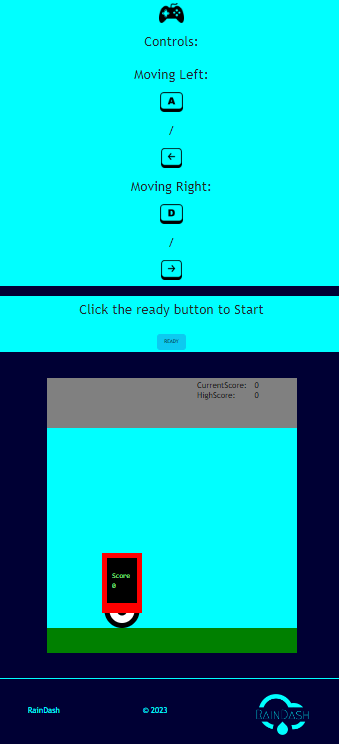 Controls:
Moving Left:
A
/
←
Moving Right:
D
/
→
Click the ready button to Start
READY
CurrentScore: 0
HighScore: 0
Score
0
RainDash
© 2023
RAINDASH